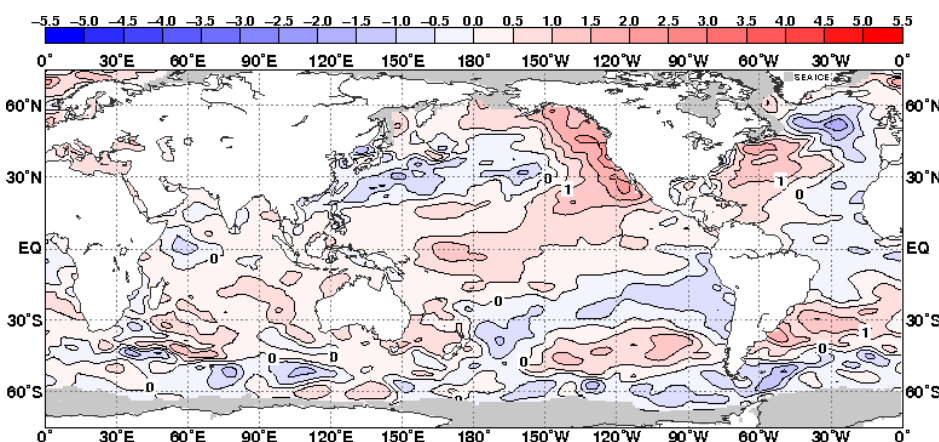 −5.5 −5.0 −4.5 −3.5 −3.0 −2.5 −2.0 −1.5 −1.0 −0.5 0.0 0.5 1.0 1.5 2.0 2.5 3.0 3.5 4.0 4.5 5.0 5.5
0° 30°E 60°E 90°E 120°E 150°E 180° 150°W 120°W 90°W 60°W 30°W 0°
SEA ICE
60°N 60°N
30°N 0 1 1 30°N
0
EQ 0 EQ
0
30°S 1 30°S
0 0 0 0
60°S 0 0 60°S
0° 30°E 60°E 90°E 120°E 150°E 180° 150°W 120°W 90°W 60°W 30°W 0°